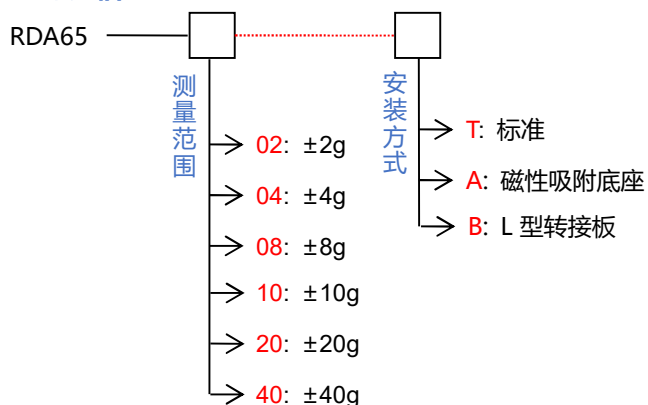 RDA65
测量范围
02: ±2g
04: ±4g
08: ±8g
10: ±10g
20: ±20g
40: ±40g
安装方式
T: 标准
A: 磁性吸附底座
B: L 型转接板